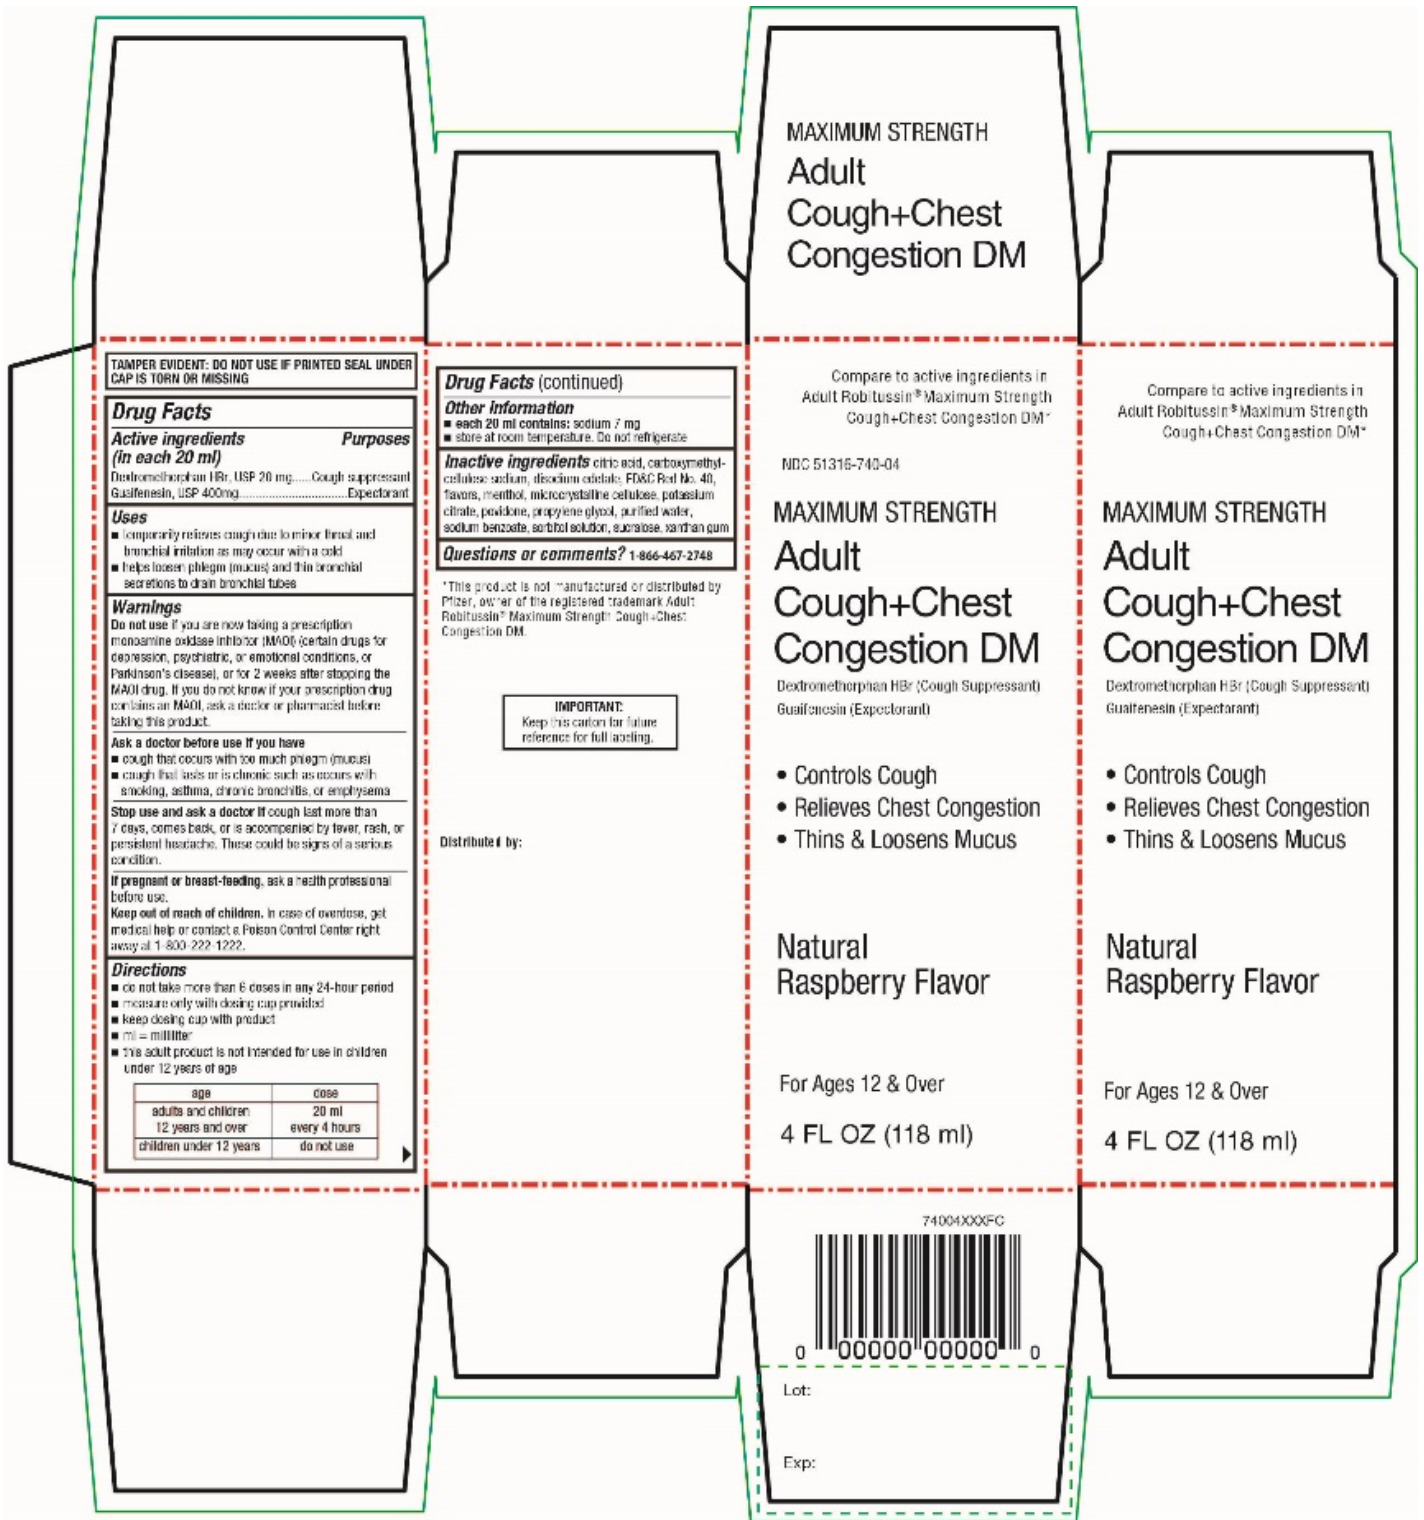 TAMPER EVIDENT: DO NOT USE IF PRINTED SEAL UNDER
CAP IS TORN OR MISSING
Drug Facts
Active ingredients Purposes
(in each 20 ml)
Dextromethorphan HBr, USP 20 mg......Cough suppressant
Guaifenesin, USP 400mg..............................Expectorant
Uses
■ temporarily relieves cough due to minor throat and
bronchial irritation as may occur with a cold
■ helps loosen phlegm (mucus) and thin bronchial
secretions to drain bronchial tubes
Warnings
Do not use if you are now taking a prescription
monoamine oxidase inhibitor (MAOI) (certain drugs for
depression, psychiatric, or emotional conditions, or
Parkinson's disease), or for 2 weeks after stopping the
MAOI drug. If you do not know if your prescription drug
contains an MAOI, ask a doctor or pharmacist before
taking this product.
Ask a doctor before use if you have
■ cough that occurs with too much phlegm (mucus)
■ cough that lasts or is chronic such as occurs with
smoking, asthma, chronic bronchitis, or emphysema
Stop use and ask a doctor if cough last more than
7 days, comes back, or is accompanied by fever, rash, or
persistent headache. These could be signs of a serious
condition.
If pregnant or breast-feeding, ask a health professional
before use.
Keep out of reach of children. In case of overdose, get
medical help or contact a Poison Control Center right
away at 1-800-222-1222.
Directions
■ do not take more than 6 doses in any 24-hour period
■ measure only with dosing cup provided
■ keep dosing cup with product
■ ml = milliliter
■ this adult product is not intended for use in children
under 12 years of age
age dose
adults and children 20 ml
12 years and over every 4 hours
children under 12 years do not use
Drug Facts (continued)
Other information
■ each 20 ml contains: sodium 7 mg
■ store at room temperature. Do not refrigerate
Inactive ingredients citric acid, carboxymethyl-
cellulose sodium, disodium edetate, FD&C Red No. 40,
flavors, menthol, microcrystalline cellulose, potassium
citrate, povidone, propylene glycol, purified water,
sodium benzoate, sorbitol solution, sucralose, xanthan gum
Questions or comments? 1-866-467-2748
*This product is not manufactured or distributed by
Pfizer, owner of the registered trademark Adult
Robitussin® Maximum Strength Cough+Chest
Congestion DM.
IMPORTANT:
Keep this carton for future
reference for full labeling.
Distributed by:
MAXIMUM STRENGTH
Adult
Cough+Chest
Congestion DM
Compare to active ingredients in
Adult Robitussin® Maximum Strength
Cough+Chest Congestion DM*
NDC 51316-740-04
MAXIMUM STRENGTH
Adult
Cough+Chest
Congestion DM
Dextromethorphan HBr (Cough Suppressant)
Guaifenesin (Expectorant)
• Controls Cough
• Relieves Chest Congestion
• Thins & Loosens Mucus
Natural
Raspberry Flavor
For Ages 12 & Over
4 FL OZ (118 ml)
74004XXXFC
0 00000 00000 0
Lot:
Exp:
Compare to active ingredients in
Adult Robitussin® Maximum Strength
Cough+Chest Congestion DM*
MAXIMUM STRENGTH
Adult
Cough+Chest
Congestion DM
Dextromethorphan HBr (Cough Suppressant)
Guaifenesin (Expectorant)
• Controls Cough
• Relieves Chest Congestion
• Thins & Loosens Mucus
Natural
Raspberry Flavor
For Ages 12 & Over
4 FL OZ (118 ml)